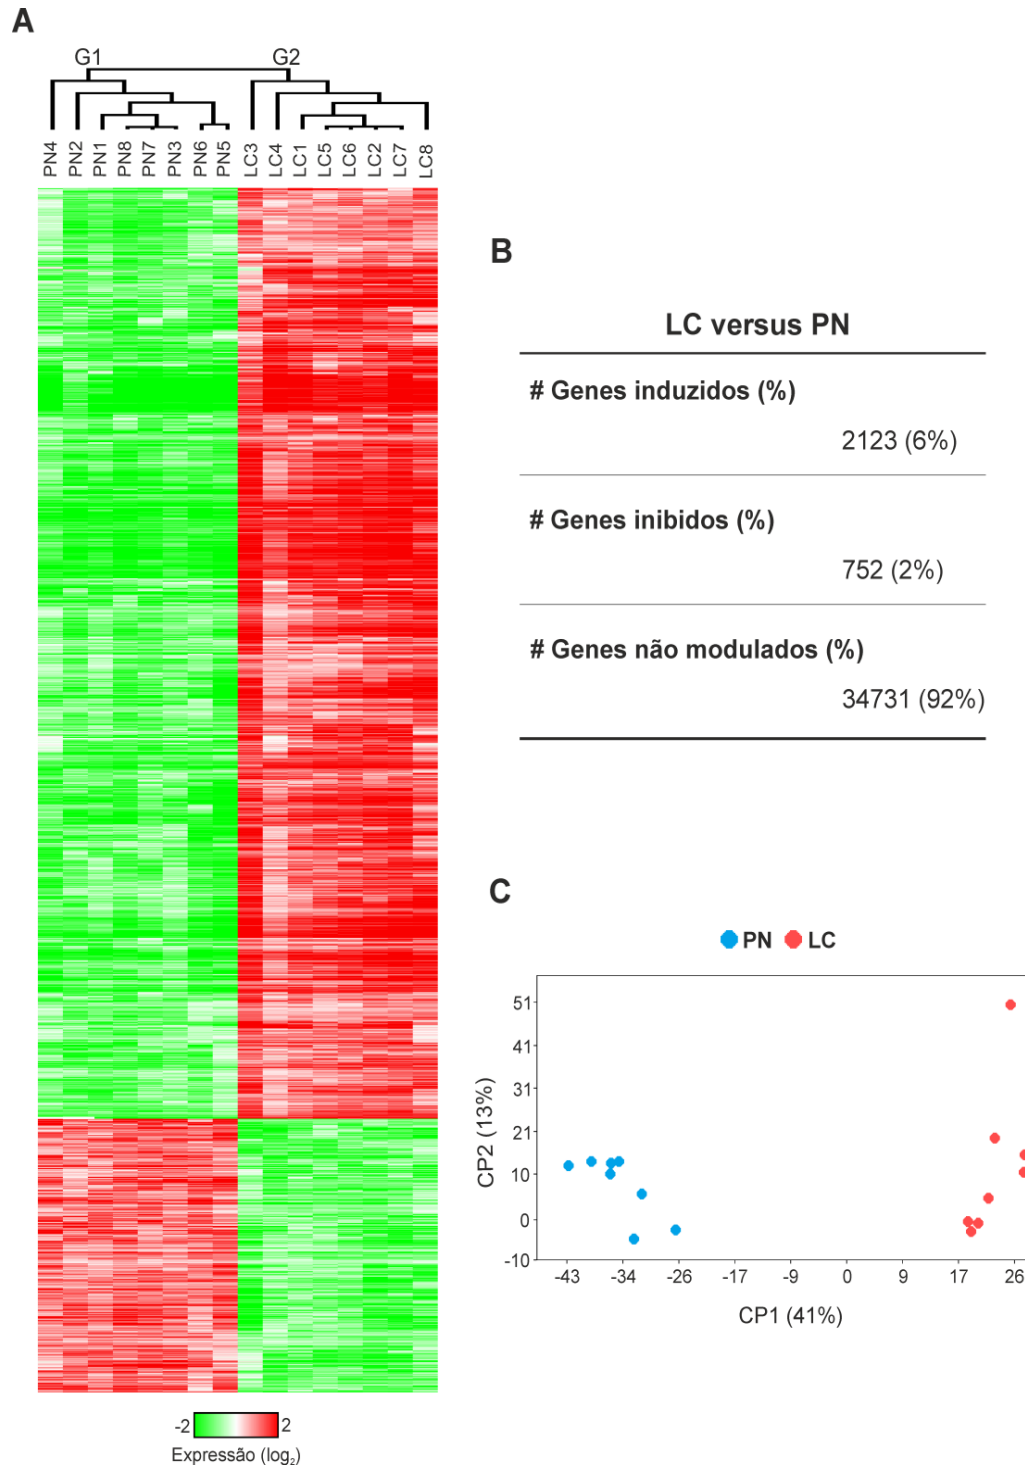 A
G1 G2
PN4 PN2 PN1 PN8 PN7 PN3 PN6 PN5 LC3 LC4 LC1 LC5 LC6 LC2 LC7 LC8
-2 2
Expressão (log₂)
B
LC versus PN
# Genes induzidos (%)
2123 (6%)
# Genes inibidos (%)
752 (2%)
# Genes não modulados (%)
34731 (92%)
C
PN LC
51
41
31
21
10
0
-10
CP2 (13%)
-43 -34 -26 -17 -9 0 9 17 26
CP1 (41%)